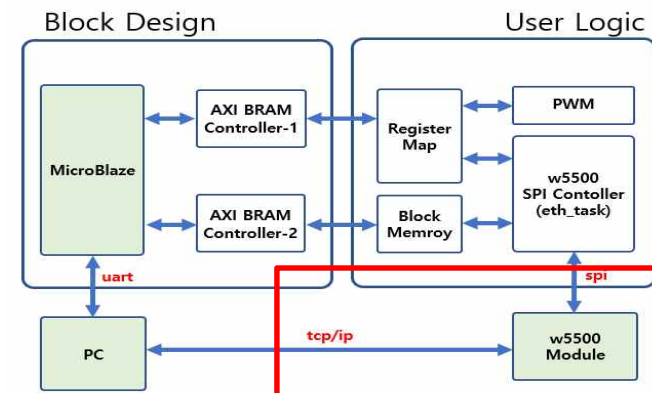 Block Design
User Logic
MicroBlaze
AXI BRAM
Controller-1
AXI BRAM
Controller-2
Register
Map
Block
Memroy
PWM
w5500
SPI Contoller
(eth_task)
uart
spi
tcp/ip
PC
w5500
Module